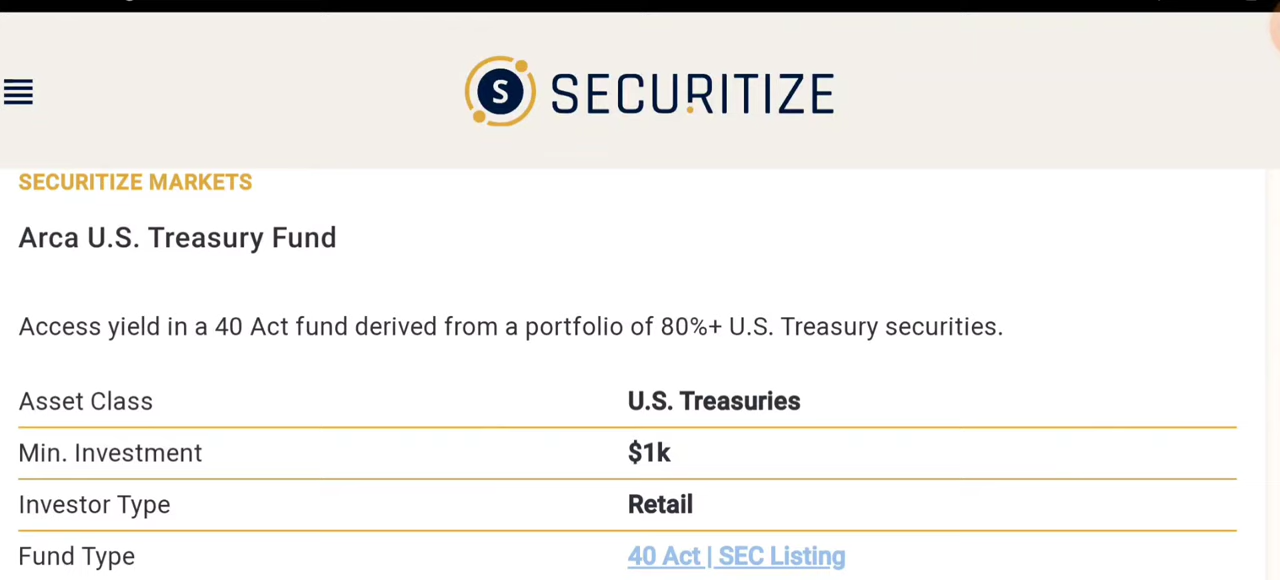 S SECURITIZE
SECURITIZE MARKETS
Arca U.S. Treasury Fund
Access yield in a 40 Act fund derived from a portfolio of 80%+ U.S. Treasury securities.
Asset Class U.S. Treasuries
Min. Investment $1k
Investor Type Retail
Fund Type 40 Act | SEC Listing